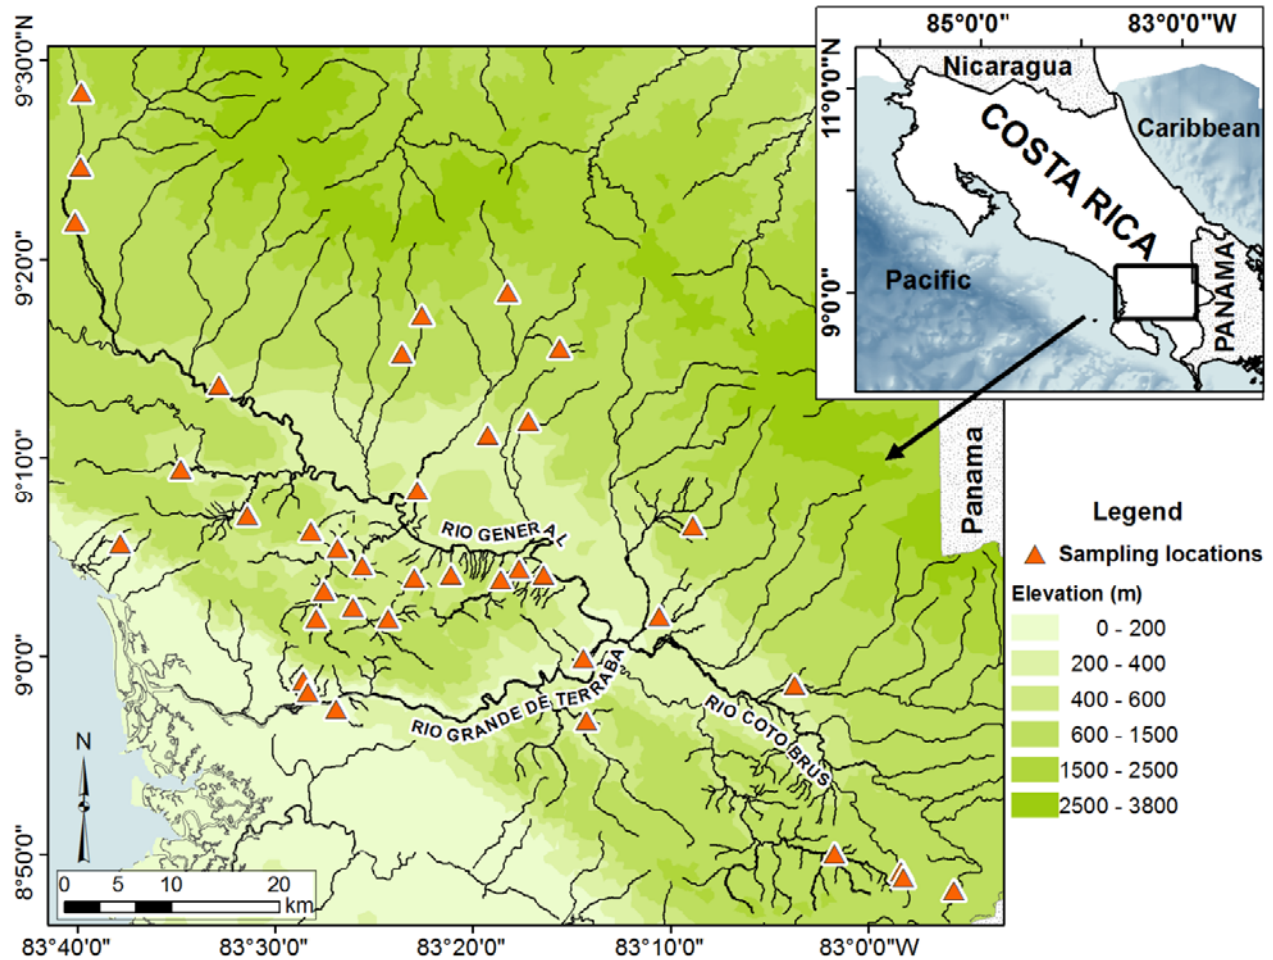 85°0'0"
83°0'0"W
11°0'0"N
9°0'0"
Nicaragua
Caribbean
COSTA RICA
Pacific
PANAMA
9°30'0"N
9°20'0"
9°10'0"
9°0'0"
8°50'0"
Panama
RIO GENERAL
RIO GRANDE DE TERRABA
RIO COTO BRUS
N
0 5 10 20
km
83°40'0"
83°30'0"
83°20'0"
83°10'0"
83°0'0"W
Legend
Sampling locations
Elevation (m)
0 - 200
200 - 400
400 - 600
600 - 1500
1500 - 2500
2500 - 3800